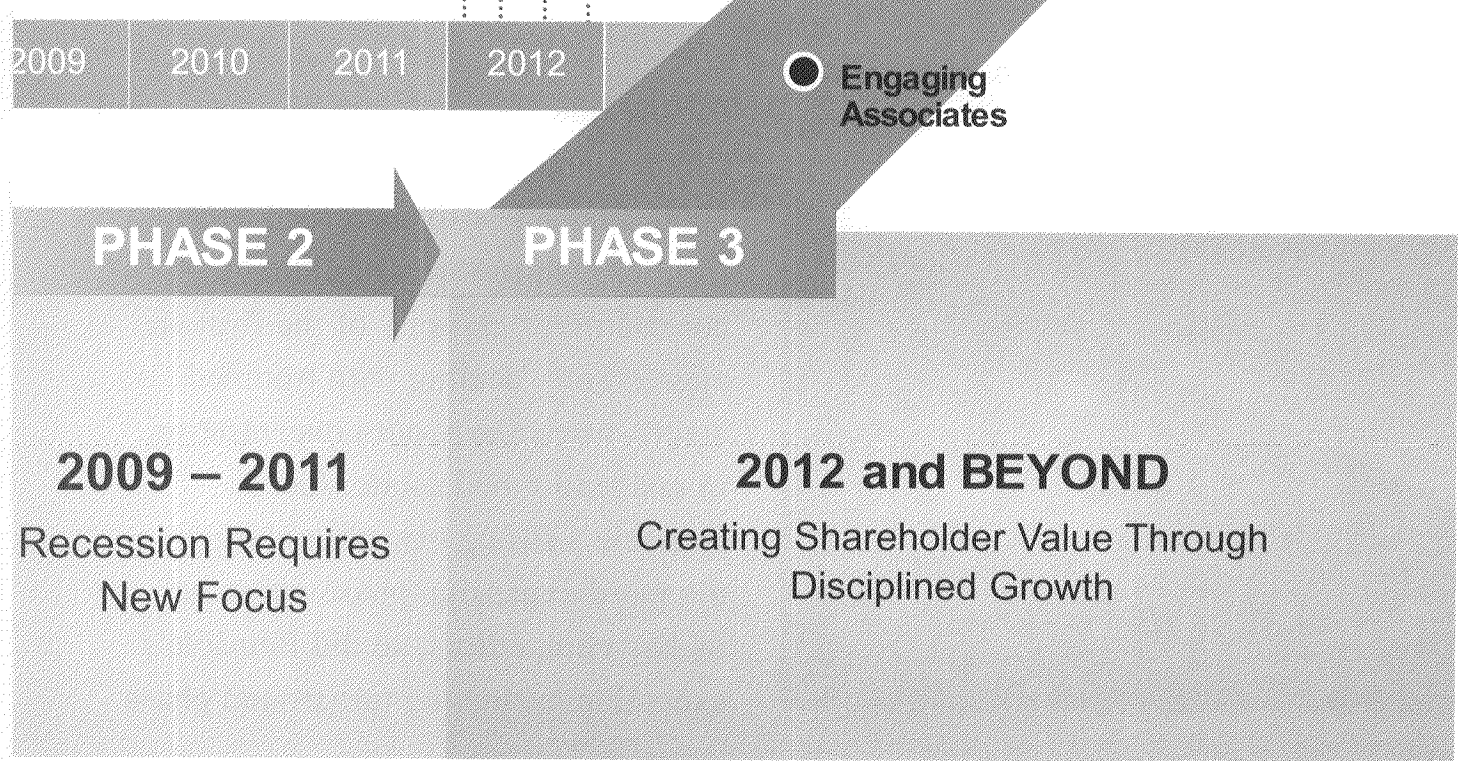 2009 2010 2011 2012
Engaging
Associates
PHASE 2 PHASE 3
2009 – 2011
Recession Requires
New Focus
2012 and BEYOND
Creating Shareholder Value Through
Disciplined Growth